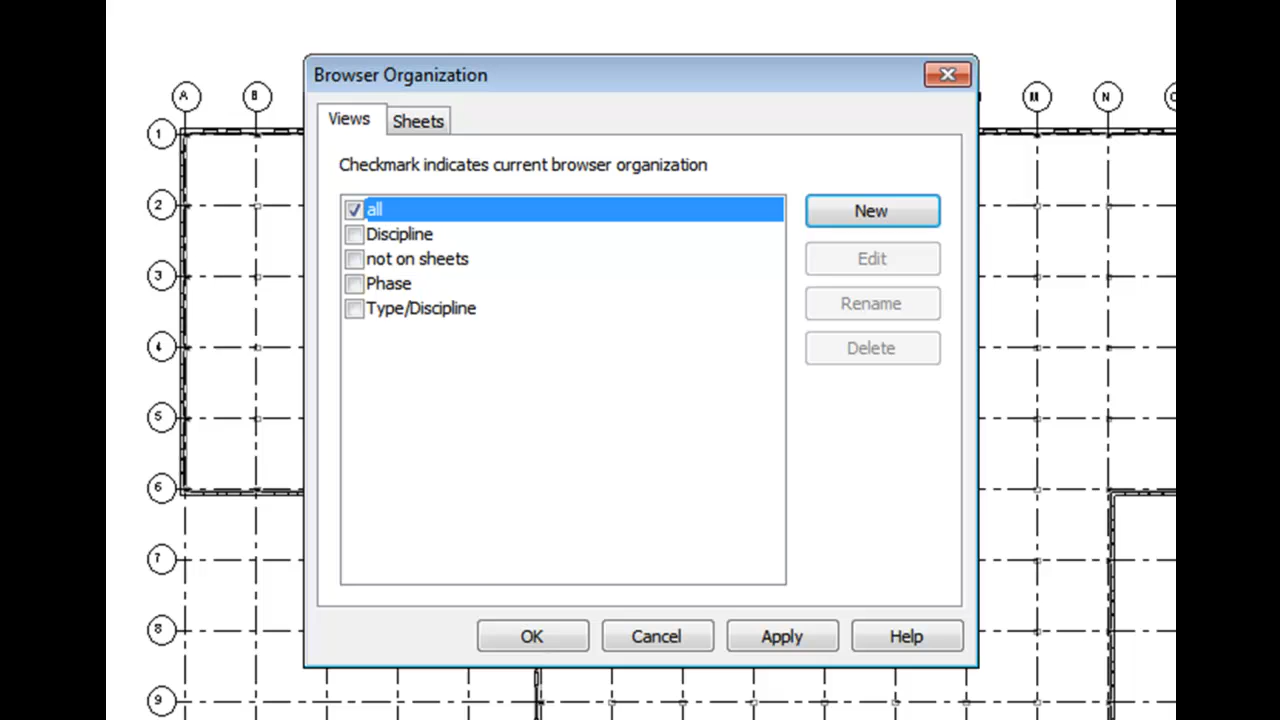 Browser Organization
A
B
M
N
Views
Sheets
1
Checkmark indicates current browser organization
2
all
New
Discipline
not on sheets
Edit
3
Phase
Rename
Type/Discipline
4
Delete
5
6
7
8
OK
Cancel
Apply
Help
9